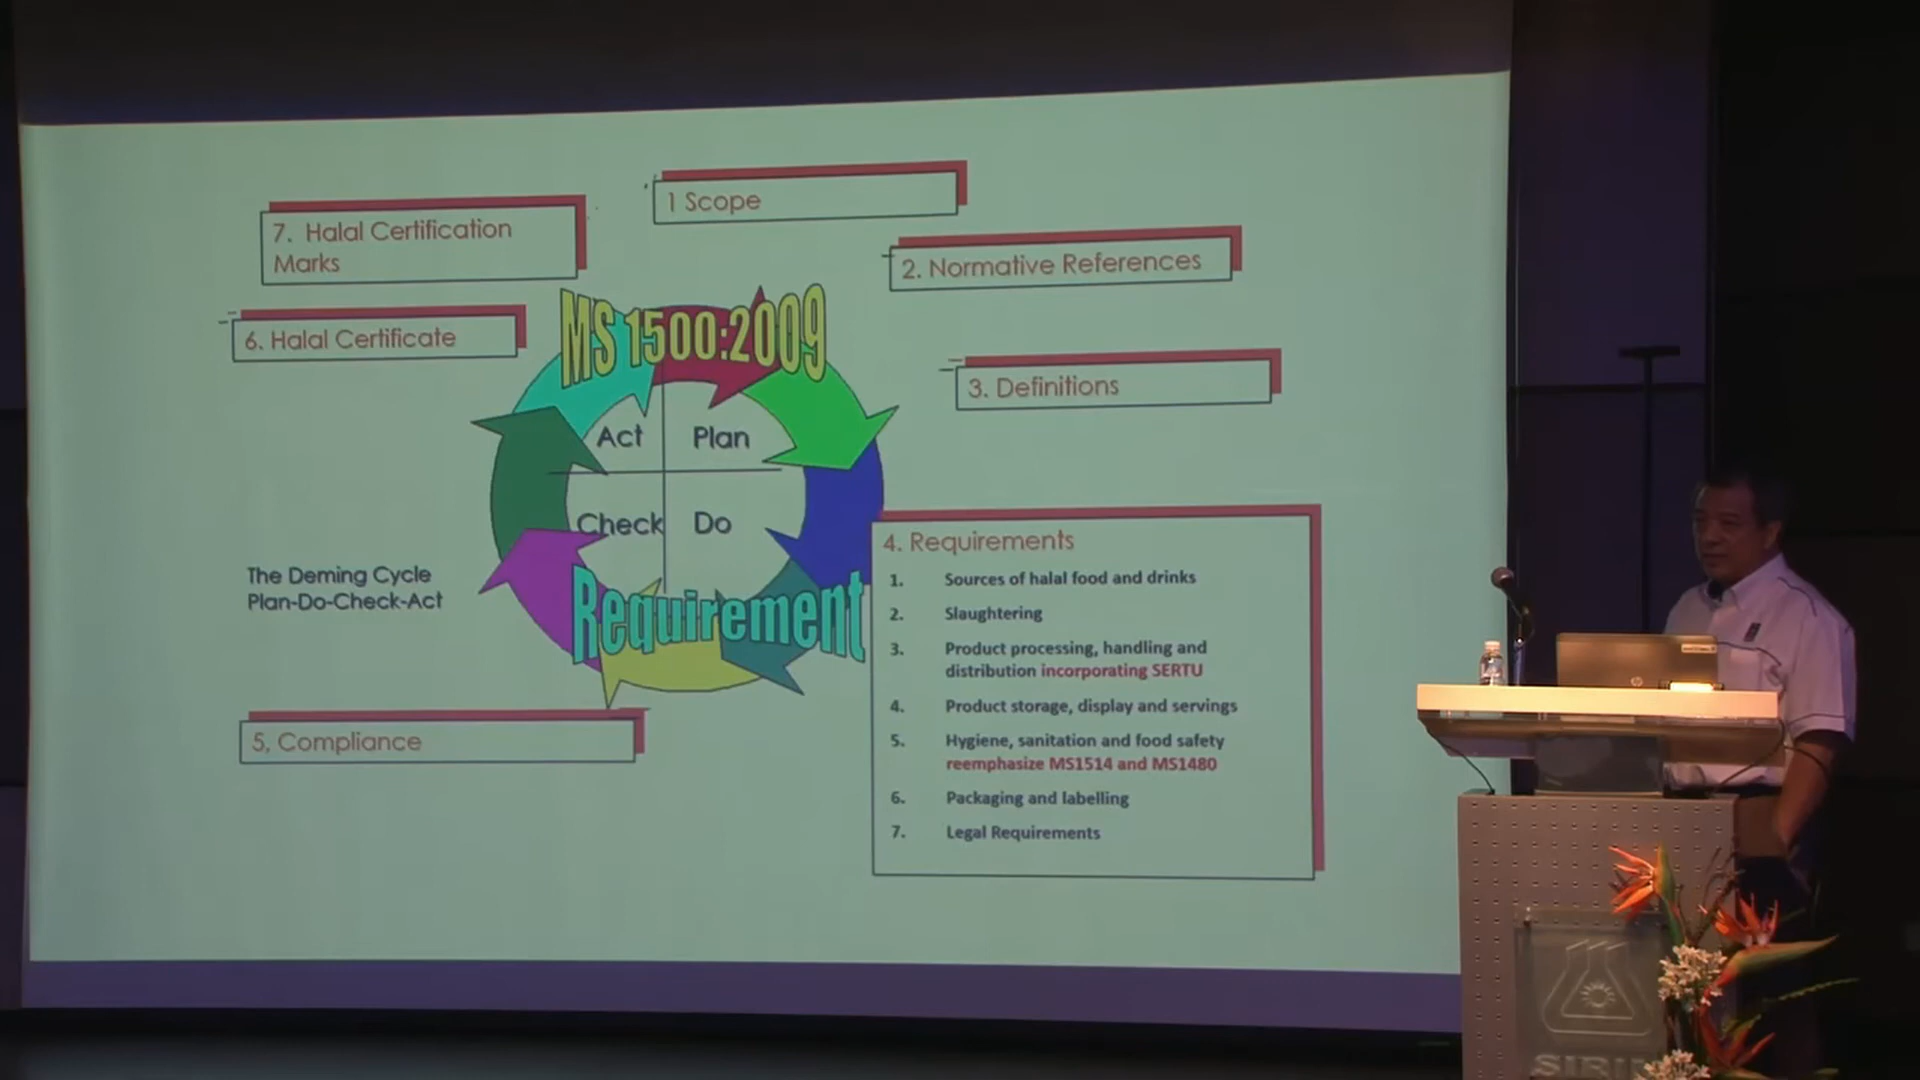 1 Scope
7. Halal Certification
Marks
2. Normative References
6. Halal Certificate
MS 1500:2009
3. Definitions
Act
Plan
Check
Do
The Deming Cycle
Plan-Do-Check-Act
Requirement
4. Requirements
1. Sources of halal food and drinks
2. Slaughtering
3. Product processing, handling and
distribution incorporating SERTU
4. Product storage, display and servings
5. Hygiene, sanitation and food safety
reemphasize MS1514 and MS1480
6. Packaging and labelling
7. Legal Requirements
5, Compliance